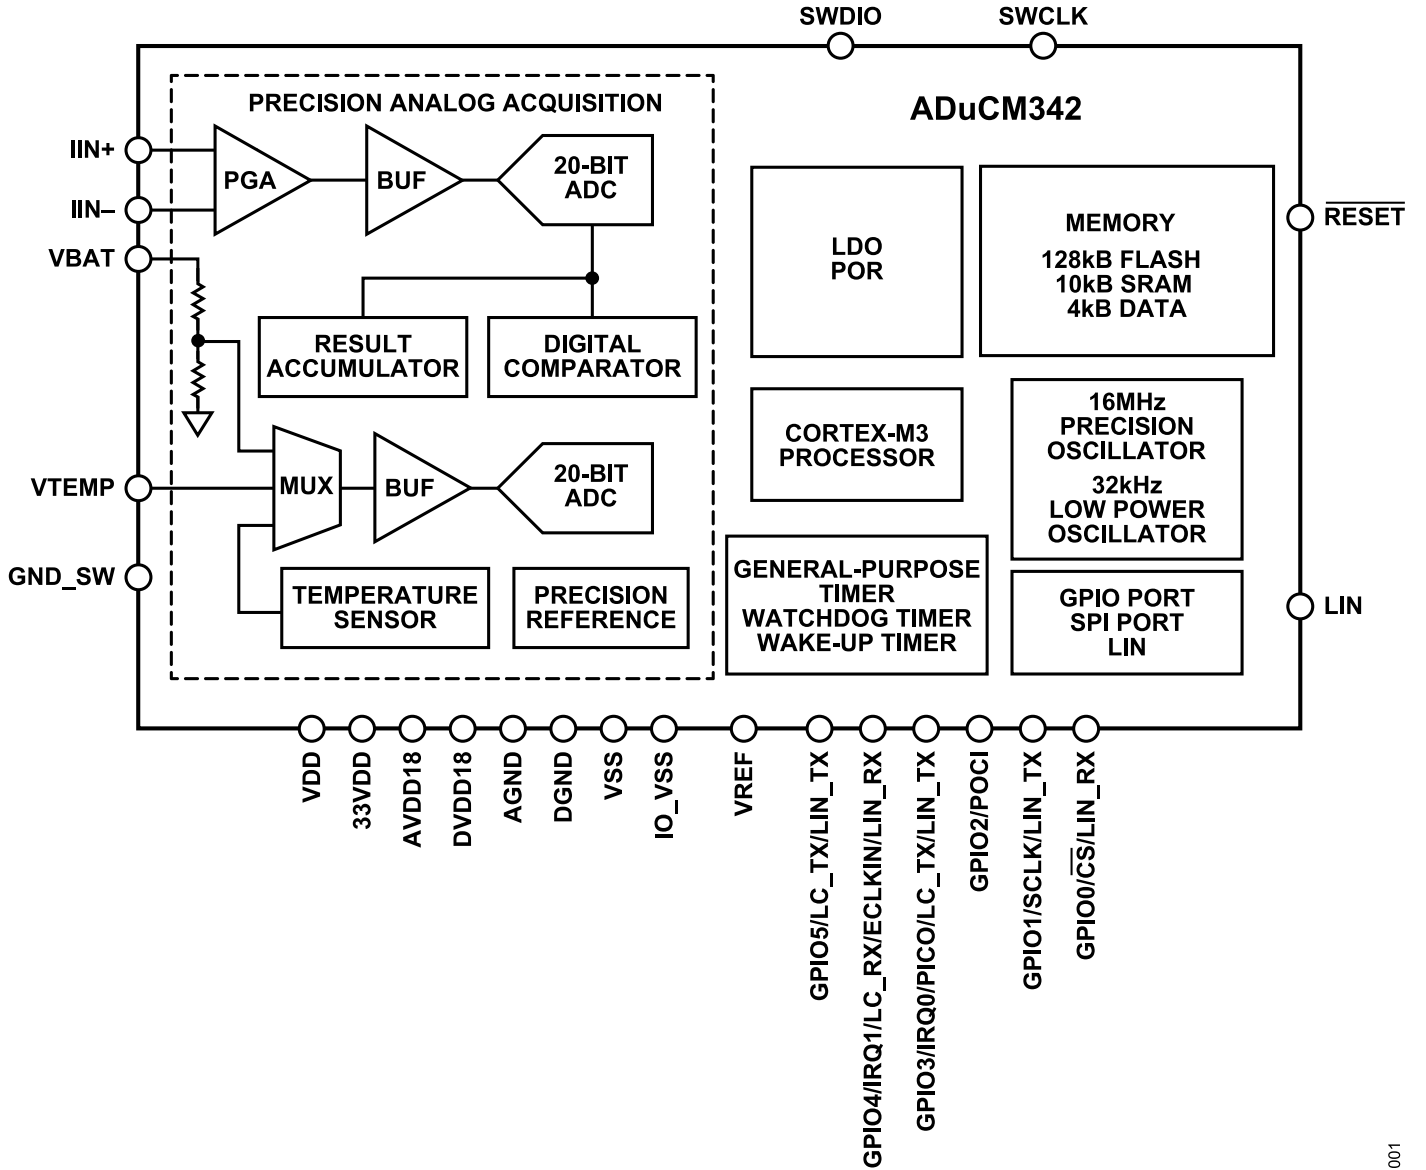 SWDIO
SWCLK
PRECISION ANALOG ACQUISITION
ADuCM342
IIN+
PGA
BUF
20-BIT
ADC
IIN–
VBAT
RESET
LDO
POR
MEMORY
128kB FLASH
10kB SRAM
4kB DATA
RESULT
ACCUMULATOR
DIGITAL
COMPARATOR
CORTEX-M3
PROCESSOR
16MHz
PRECISION
OSCILLATOR
32kHz
LOW POWER
OSCILLATOR
VTEMP
MUX
BUF
20-BIT
ADC
GND_SW
TEMPERATURE
SENSOR
PRECISION
REFERENCE
GENERAL-PURPOSE
TIMER
WATCHDOG TIMER
WAKE-UP TIMER
GPIO PORT
SPI PORT
LIN
LIN
VDD
33VDD
AVDD18
DVDD18
AGND
DGND
VSS
IO_VSS
VREF
GPIO5/LC_TX/LIN_TX
GPIO4/IRQ1/LC_RX/ECLKIN/LIN_RX
GPIO3/IRQ0/PICO/LC_TX/LIN_TX
GPIO2/POCI
GPIO1/SCLK/LIN_TX
GPIO0/CS/LIN_RX
001